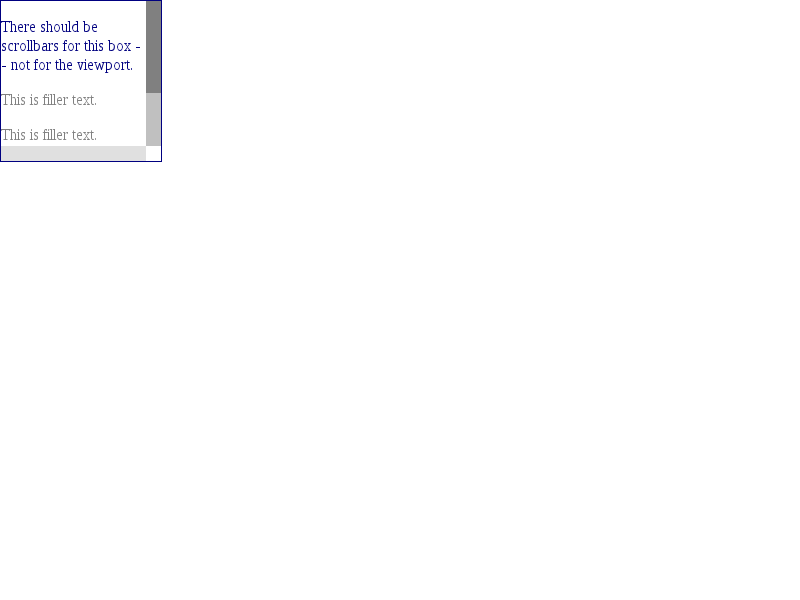 There should be
scrollbars for this box -
- not for the viewport.
This is filler text.
This is filler text.